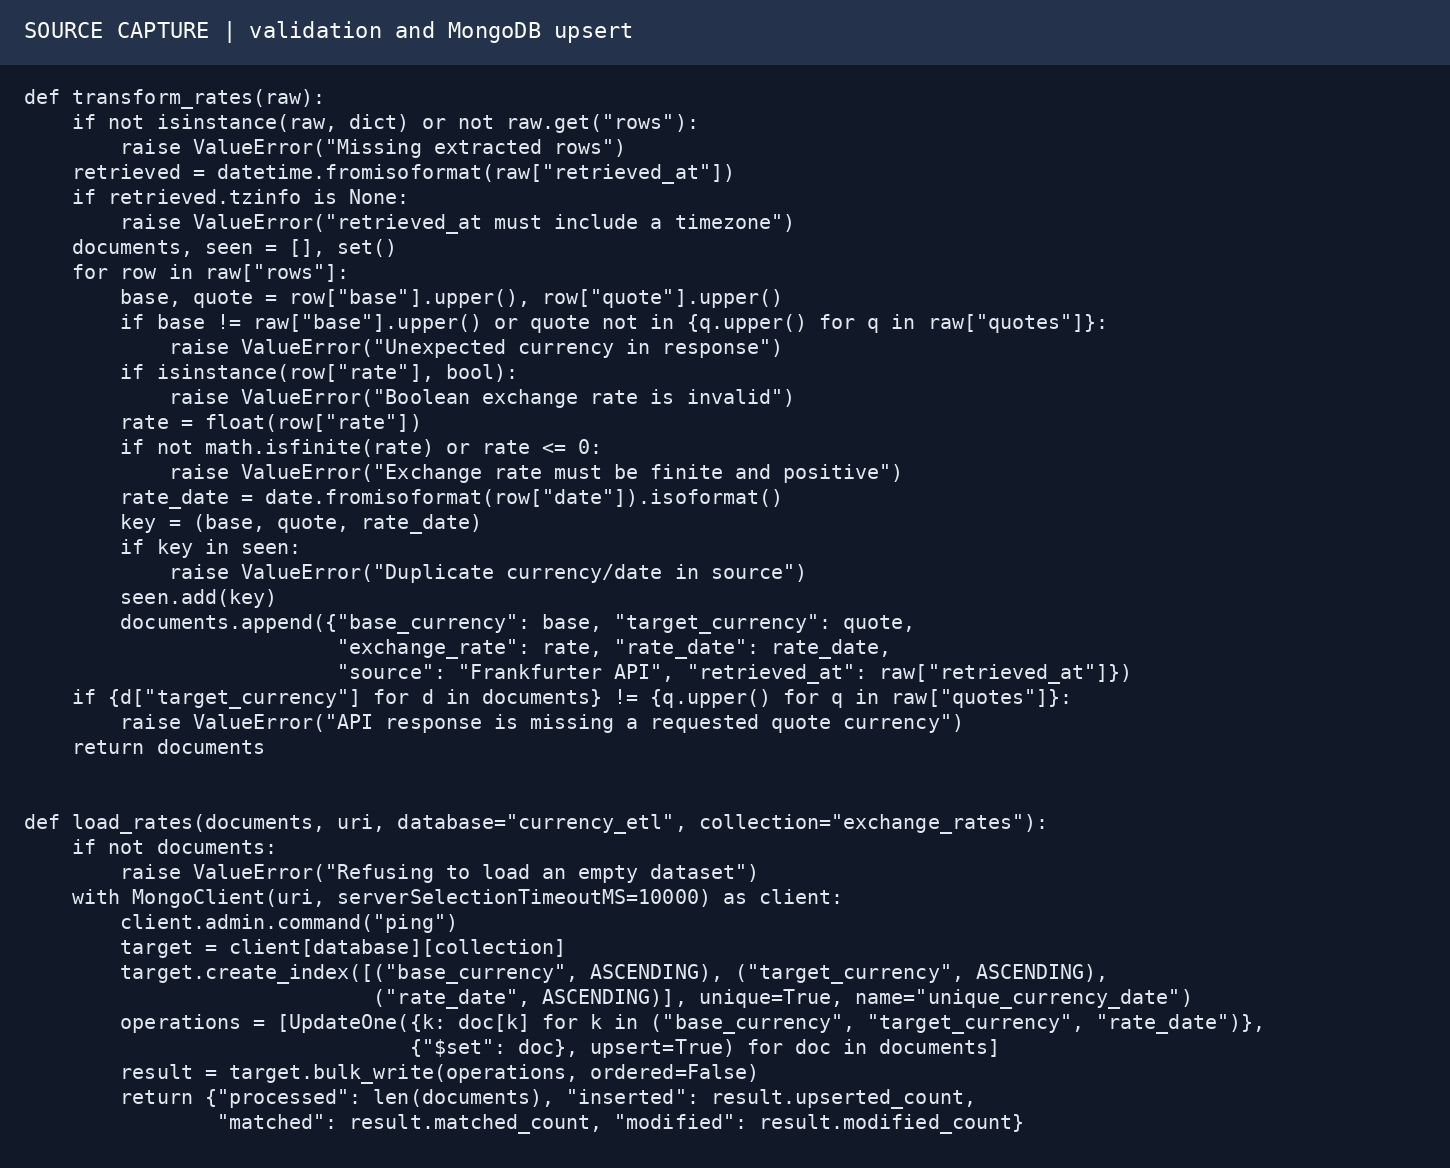 SOURCE CAPTURE | validation and MongoDB upsert
def transform_rates(raw):
    if not isinstance(raw, dict) or not raw.get("rows"):
        raise ValueError("Missing extracted rows")
    retrieved = datetime.fromisoformat(raw["retrieved_at"])
    if retrieved.tzinfo is None:
        raise ValueError("retrieved_at must include a timezone")
    documents, seen = [], set()
    for row in raw["rows"]:
        base, quote = row["base"].upper(), row["quote"].upper()
        if base != raw["base"].upper() or quote not in {q.upper() for q in raw["quotes"]}:
            raise ValueError("Unexpected currency in response")
        if isinstance(row["rate"], bool):
            raise ValueError("Boolean exchange rate is invalid")
        rate = float(row["rate"])
        if not math.isfinite(rate) or rate <= 0:
            raise ValueError("Exchange rate must be finite and positive")
        rate_date = date.fromisoformat(row["date"]).isoformat()
        key = (base, quote, rate_date)
        if key in seen:
            raise ValueError("Duplicate currency/date in source")
        seen.add(key)
        documents.append({"base_currency": base, "target_currency": quote,
                          "exchange_rate": rate, "rate_date": rate_date,
                          "source": "Frankfurter API", "retrieved_at": raw["retrieved_at"]})
    if {d["target_currency"] for d in documents} != {q.upper() for q in raw["quotes"]}:
        raise ValueError("API response is missing a requested quote currency")
    return documents
def load_rates(documents, uri, database="currency_etl", collection="exchange_rates"):
    if not documents:
        raise ValueError("Refusing to load an empty dataset")
    with MongoClient(uri, serverSelectionTimeoutMS=10000) as client:
        client.admin.command("ping")
        target = client[database][collection]
        target.create_index([("base_currency", ASCENDING), ("target_currency", ASCENDING),
                             ("rate_date", ASCENDING)], unique=True, name="unique_currency_date")
        operations = [UpdateOne({k: doc[k] for k in ("base_currency", "target_currency", "rate_date")},
                                {"$set": doc}, upsert=True) for doc in documents]
        result = target.bulk_write(operations, ordered=False)
        return {"processed": len(documents), "inserted": result.upserted_count,
                "matched": result.matched_count, "modified": result.modified_count}